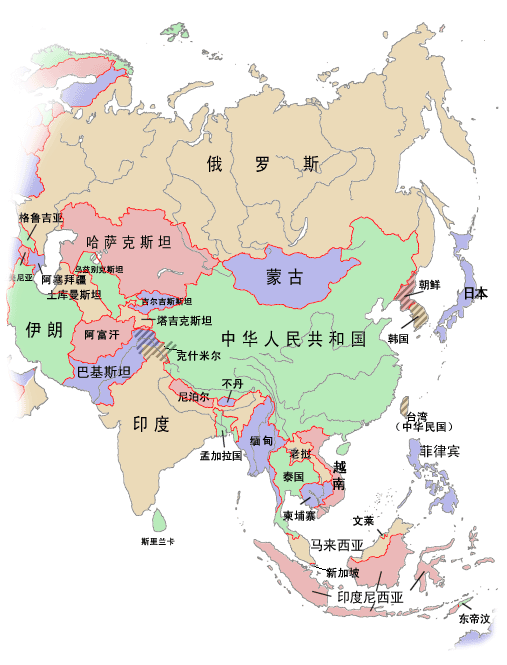 俄罗斯
格鲁吉亚
哈萨克斯坦
乌兹别克斯坦
尼亚
阿塞拜疆
土库曼斯坦
吉尔吉斯斯坦
塔吉克斯坦
蒙古
朝鲜
日本
韩国
伊朗
阿富汗
克什米尔
中华人民共和国
巴基斯坦
尼泊尔
不丹
印度
孟加拉国
缅甸
老挝
越南
泰国
台湾
（中华民国）
菲律宾
柬埔寨
斯里兰卡
文莱
马来西亚
新加坡
印度尼西亚
东帝汶